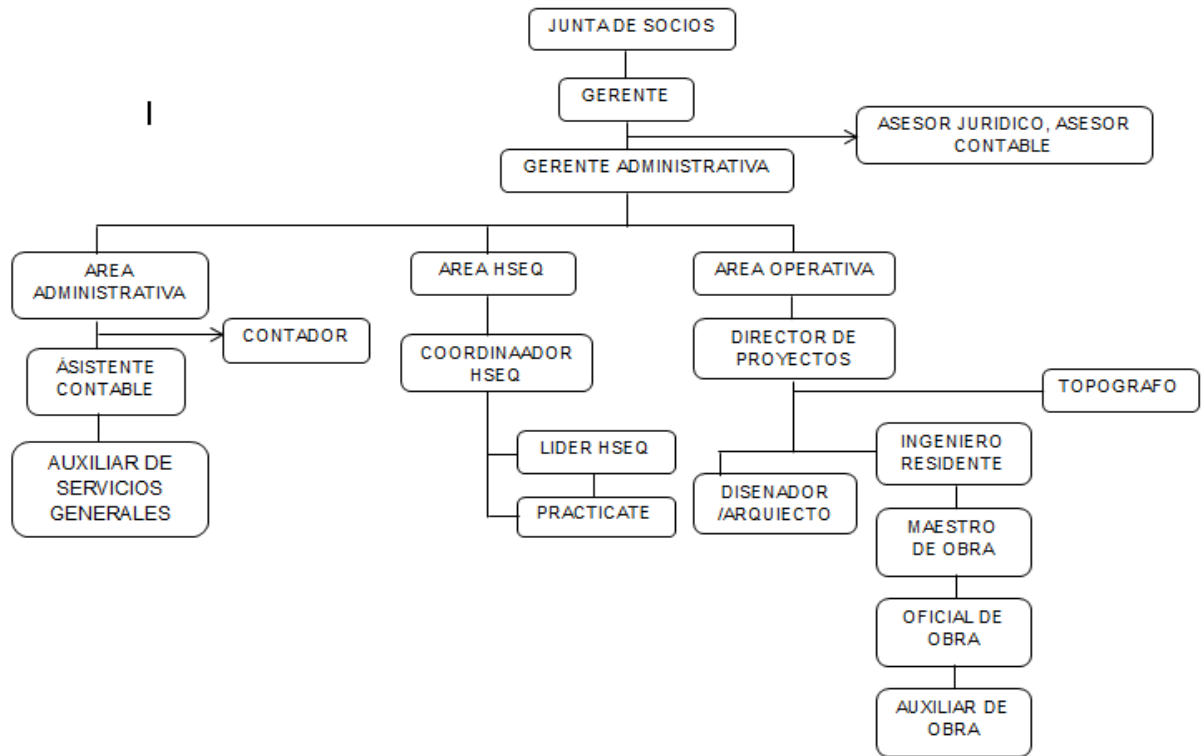 JUNTA DE SOCIOS
GERENTE
ASESOR JURIDICO, ASESOR
CONTABLE
GERENTE ADMINISTRATIVA
AREA
ADMINISTRATIVA
AREA HSEQ
AREA OPERATIVA
CONTADOR
COORDINAADOR
HSEQ
DIRECTOR DE
PROYECTOS
ÁSISTENTE
CONTABLE
TOPOGRAFO
AUXILIAR DE
SERVICIOS
GENERALES
LIDER HSEQ
PRACTICATE
DISENADOR
/ARQUIECTO
INGENIERO
RESIDENTE
MAESTRO
DE OBRA
OFICIAL DE
OBRA
AUXILIAR DE
OBRA